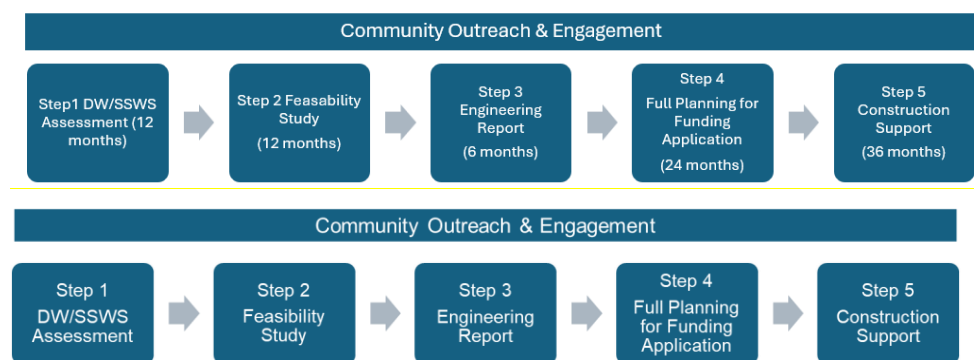 Community Outreach & Engagement
Step1 DW/SSWS
Assessment (12
months)
Step 2 Feasability
Study
(12 months)
Step 3
Engineering
Report
(6 months)
Step 4
Full Planning for
Funding
Application
(24 months)
Step 5
Construction
Support
(36 months)
Community Outreach & Engagement
Step 1
DW/SSWS
Assessment
Step 2
Feasibility
Study
Step 3
Engineering
Report
Step 4
Full Planning
for Funding
Application
Step 5
Construction
Support